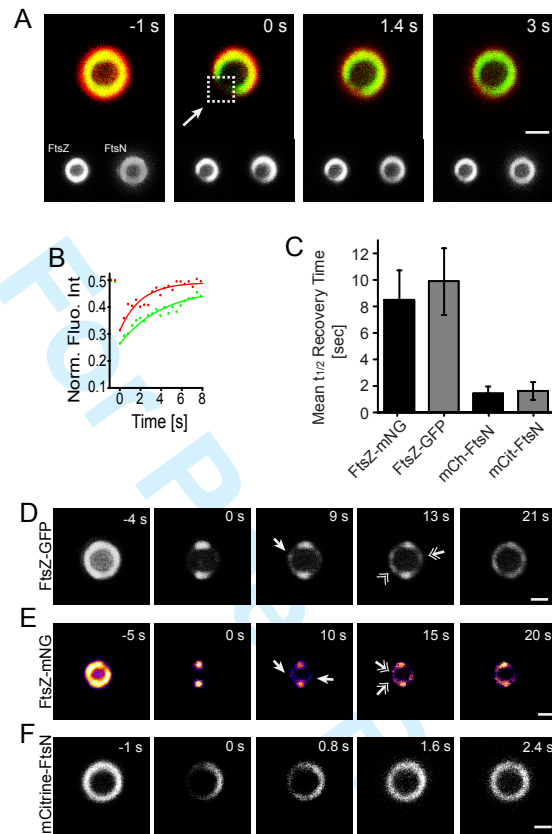 A
-1 s
0 s
1.4 s
3 s
FtsZ
FtsN
B
Norm. Fluo. Int
0.5
0.4
0.3
0.1
0
2
4
6
8
Time [s]
C
Mean t1/2 Recovery Time
[sec]
12
10
8
6
4
2
0
FtsZ-mNG
FtsZ-GFP
mCh-FtsN
mCit-FtsN
D
FtsZ-GFP
-4 s
0 s
9 s
13 s
21 s
E
FtsZ-mNG
-5 s
0 s
10 s
15 s
20 s
F
mCitrine-FtsN
-1 s
0 s
0.8 s
1.6 s
2.4 s
For Pe